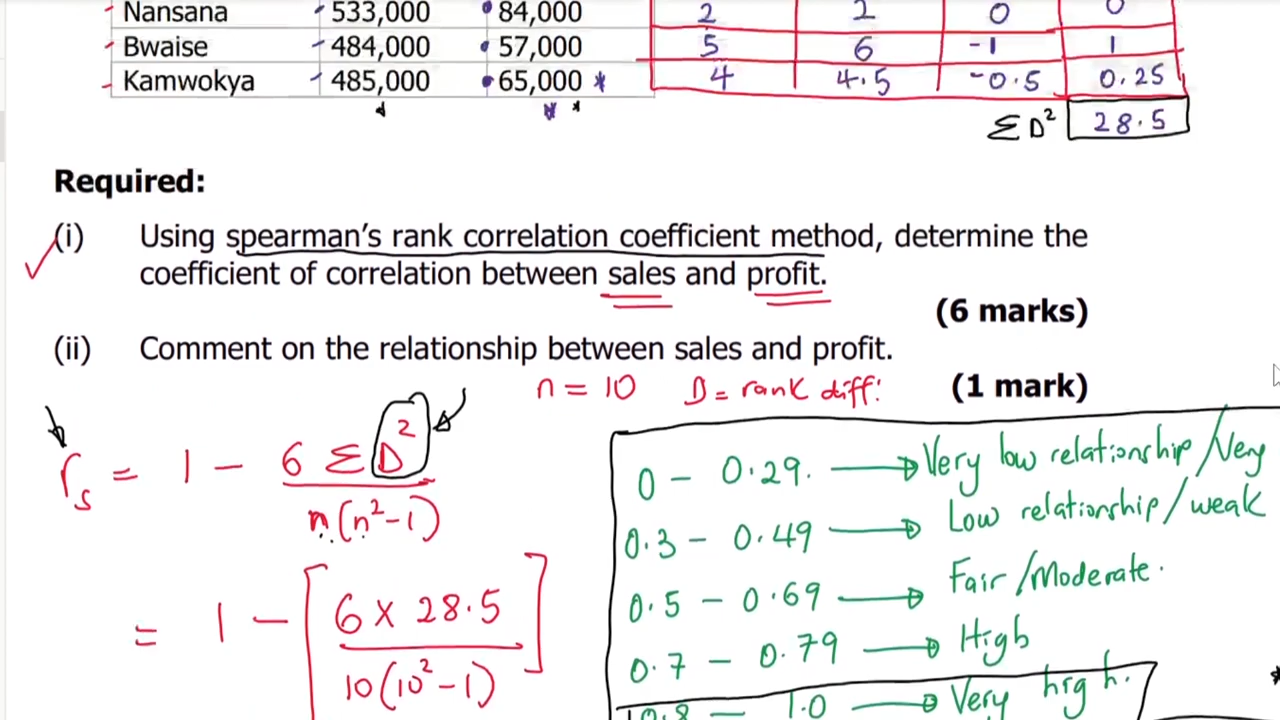 Nansana 533,000 84,000 2 2 0 0
Bwaise 484,000 57,000 5 6 -1 1
Kamwokya 485,000 65,000 * 4 4.5 -0.5 0.25
ΣD² 28.5
Required:
(i) Using spearman's rank correlation coefficient method, determine the
coefficient of correlation between sales and profit.
(6 marks)
(ii) Comment on the relationship between sales and profit.
n = 10 D = rank diff:
(1 mark)
rs = 1 - 6 ΣD² / n(n²-1)
= 1 - [6 × 28.5 / 10(10²-1)]
0 - 0.29. → Very low relationship/Very
0.3 - 0.49 → Low relationship/weak
0.5 - 0.69 → Fair/Moderate.
0.7 - 0.79 → High
0.8 - 1.0 → Very high.